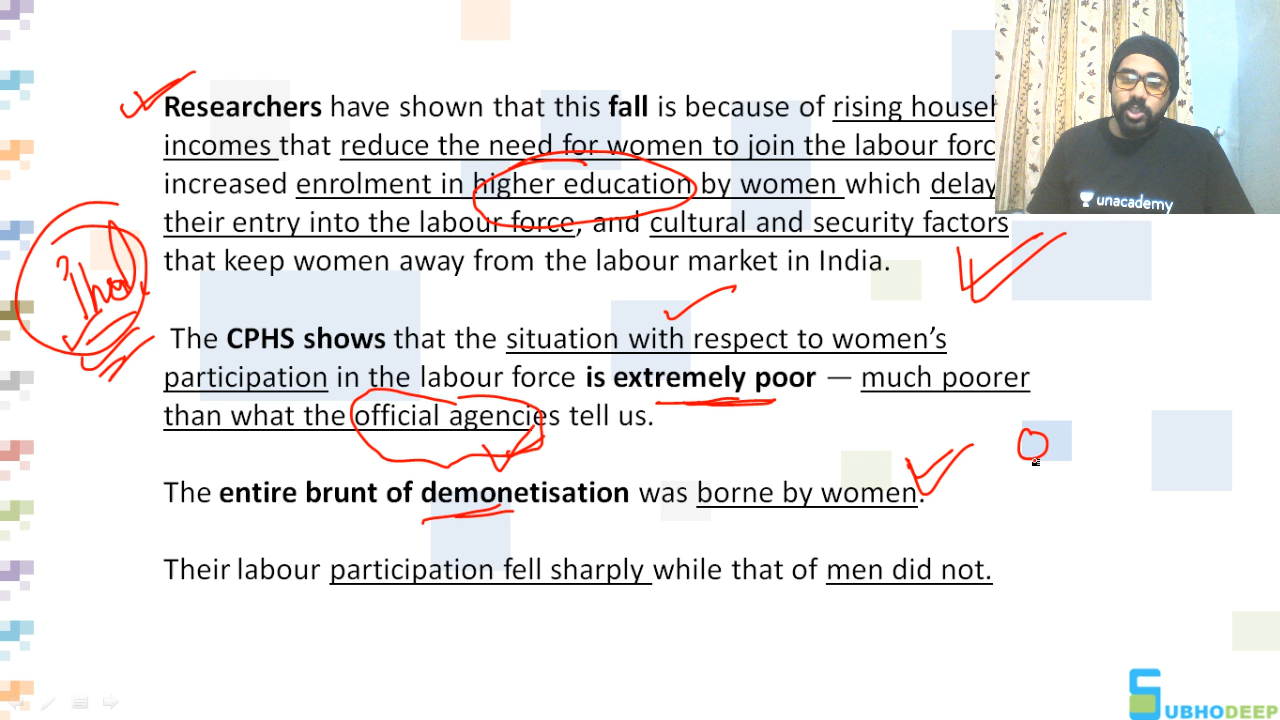 Researchers have shown that this fall is because of rising househ
incomes that reduce the need for women to join the labour forc
increased enrolment in higher education by women which delay
their entry into the labour force, and cultural and security factors
that keep women away from the labour market in India.
The CPHS shows that the situation with respect to women's
participation in the labour force is extremely poor — much poorer
than what the official agencies tell us.
The entire brunt of demonetisation was borne by women.
Their labour participation fell sharply while that of men did not.
unacademy
SUBHODEEP